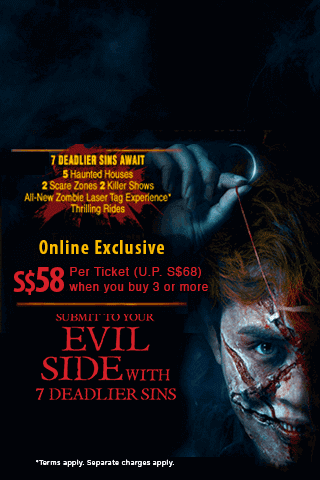 7 DEADLIER SINS AWAIT
5 Haunted Houses
2 Scare Zones 2 Killer Shows
All-New Zombie Laser Tag Experience*
Thrilling Rides
Online Exclusive
S$58 Per Ticket (U.P. S$68)
when you buy 3 or more
SUBMIT TO YOUR
EVIL
SIDE WITH
7 DEADLIER SINS
*Terms apply. Separate charges apply.